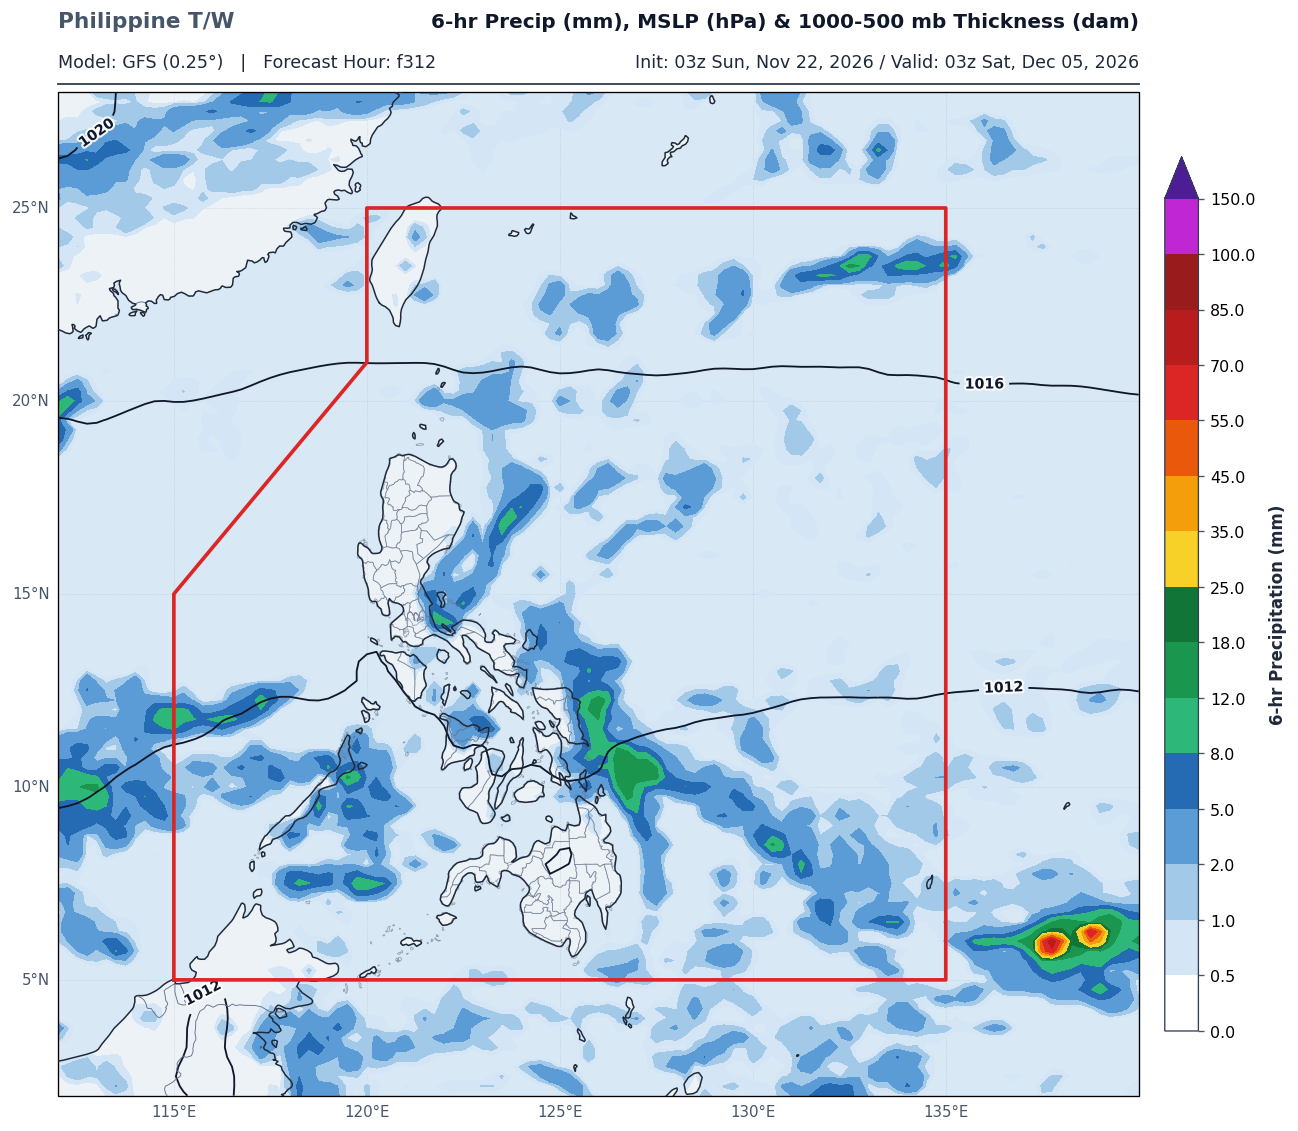 Philippine T/W
6-hr Precip (mm), MSLP (hPa) & 1000-500 mb Thickness (dam)
Model: GFS (0.25°) | Forecast Hour: f312
Init: 03z Sun, Nov 22, 2026 / Valid: 03z Sat, Dec 05, 2026
1020
25°N
1016
20°N
15°N
1012
10°N
5°N
1012
115°E
120°E
125°E
130°E
135°E
150.0
100.0
85.0
70.0
55.0
45.0
35.0
25.0
18.0
12.0
8.0
5.0
2.0
1.0
0.5
0.0
6-hr Precipitation (mm)